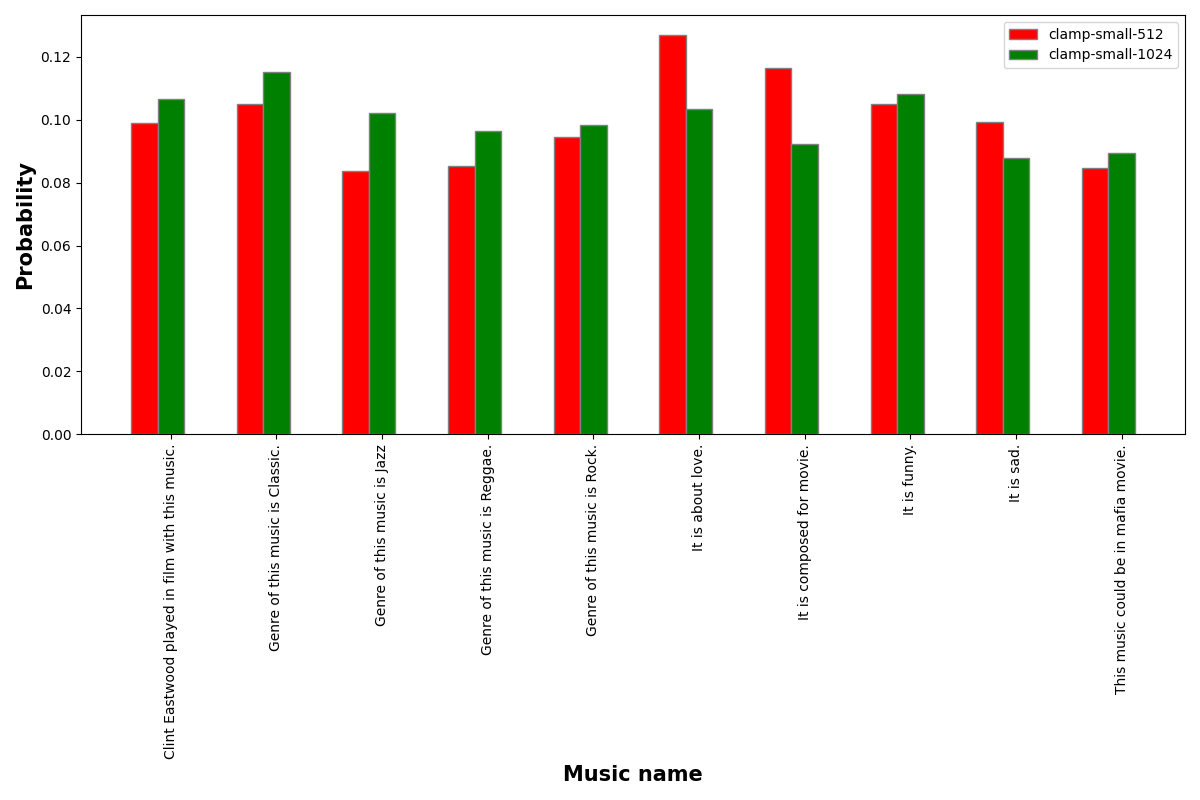 clamp-small-512
clamp-small-1024
Probability
0.12
0.10
0.08
0.06
0.04
0.02
0.00
Clint Eastwood played in film with this music.
Genre of this music is Classic.
Genre of this music is Jazz
Genre of this music is Reggae.
Genre of this music is Rock.
It is about love.
It is composed for movie.
It is funny.
It is sad.
This music could be in mafia movie.
Music name